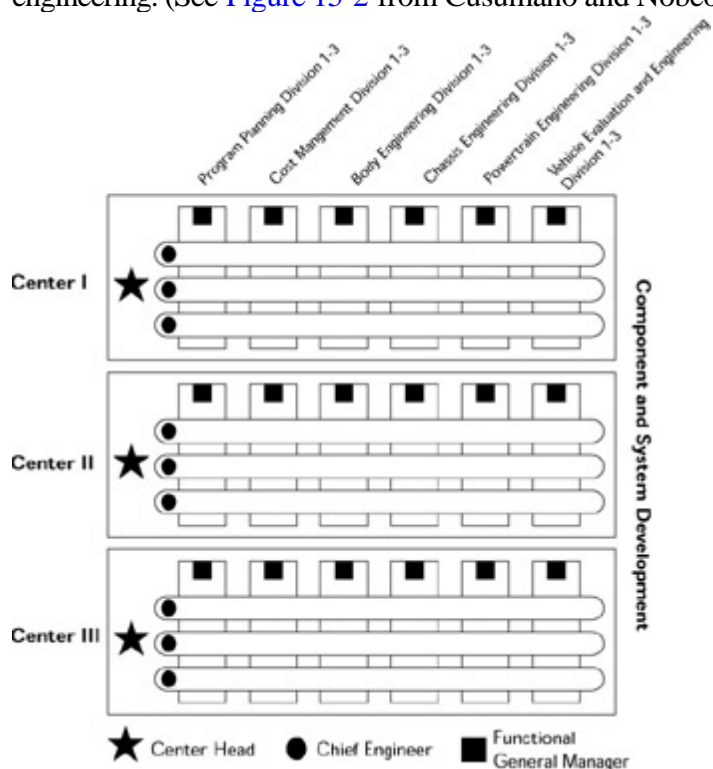 engineering. (See Figure 15-2 from Cusumano and Nobeo
Program Planning Division 1-3
Cost Mangement Division 1-3
Body Engineering Division 1-3
Chassis Engineering Division 1-3
Powertrain Engineering Division 1-3
Vehicle Evaluation and Engineering
Division 1-3
Center I
Center II
Center III
Component and System Development
Center Head
Chief Engineer
Functional
General Manager